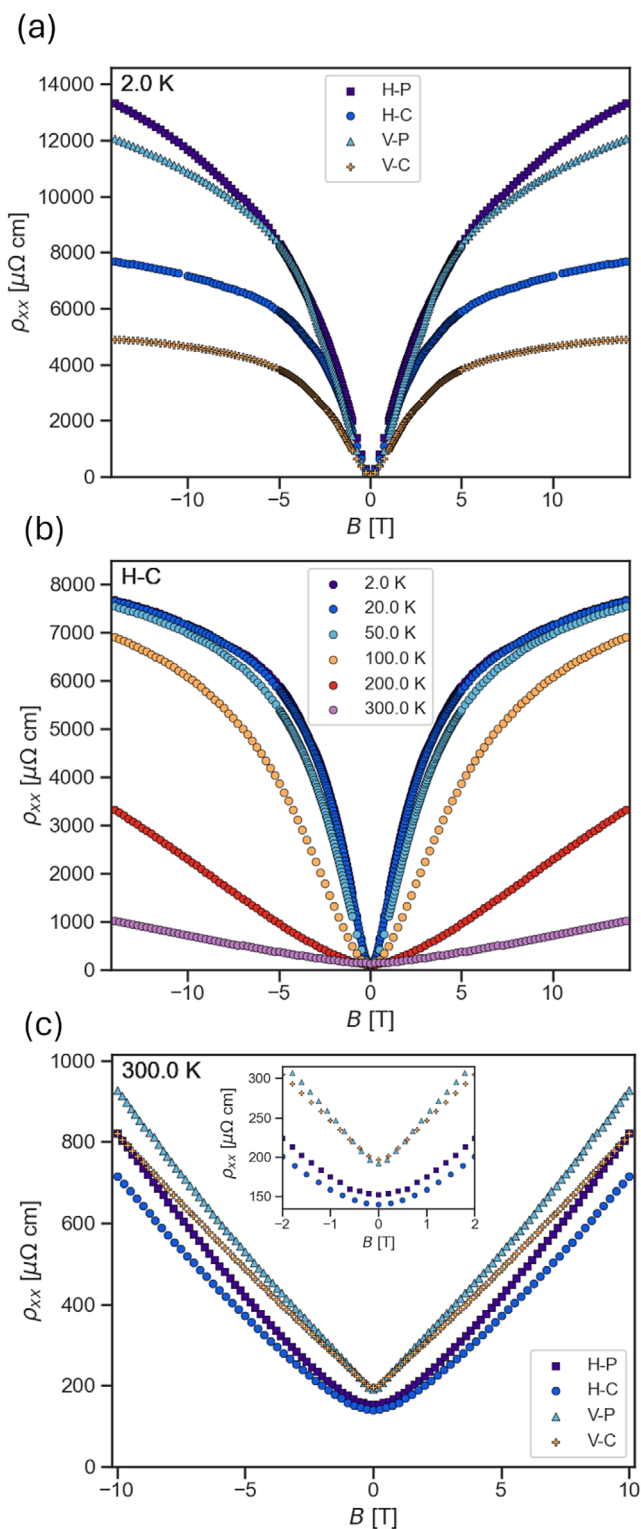 (a)
2.0 K
H-P
H-C
V-P
V-C
14000
12000
10000
8000
6000
4000
2000
0
ρxx [μΩ cm]
−10 −5 0 5 10
B [T]
(b)
H-C
2.0 K
20.0 K
50.0 K
100.0 K
200.0 K
300.0 K
8000
7000
6000
5000
4000
3000
2000
1000
0
ρxx [μΩ cm]
−10 −5 0 5 10
B [T]
(c)
300.0 K
1000
800
600
400
200
0
ρxx [μΩ cm]
300
250
200
150
ρxx [μΩ cm]
−2 −1 0 1 2
B [T]
H-P
H-C
V-P
V-C
−10 −5 0 5 10
B [T]